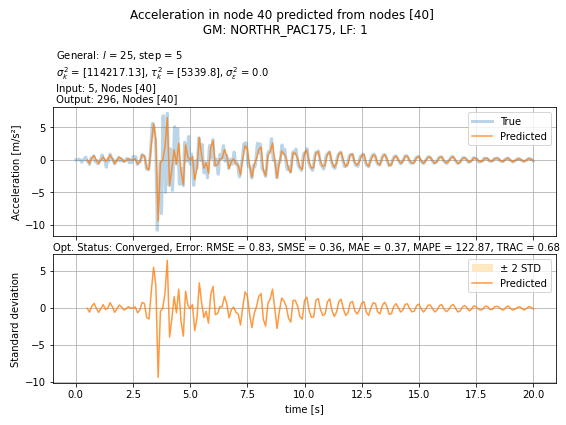 Acceleration in node 40 predicted from nodes [40]
GM: NORTHR_PAC175, LF: 1
General: l = 25, step = 5
σ²ₖ = [114217.13], τ²ₖ = [5339.8], σ²ε = 0.0
Input: 5, Nodes [40]
Output: 296, Nodes [40]
Acceleration [m/s²]
5
0
−5
−10
True
Predicted
Opt. Status: Converged, Error: RMSE = 0.83, SMSE = 0.36, MAE = 0.37, MAPE = 122.87, TRAC = 0.68
Standard deviation
5
0
−5
−10
± 2 STD
Predicted
0.0 2.5 5.0 7.5 10.0 12.5 15.0 17.5 20.0
time [s]